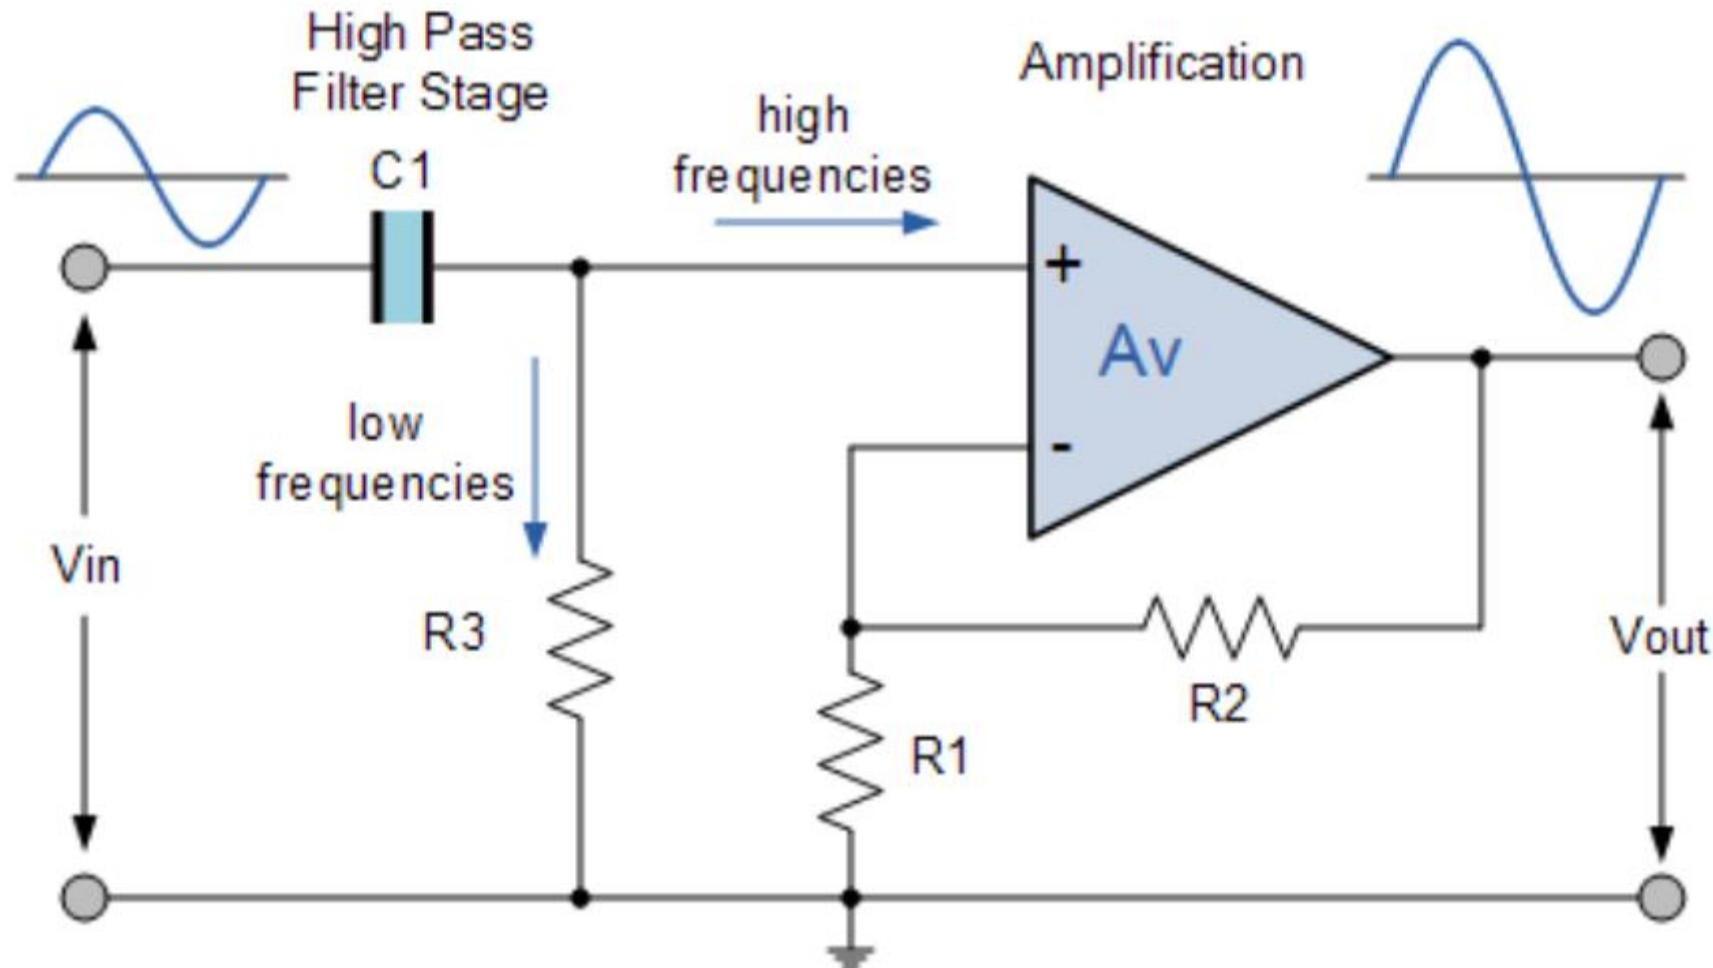 High Pass
Filter Stage
Amplification
high
frequencies
C1
+
Av
low
frequencies
-
Vin
R3
Vout
R2
R1